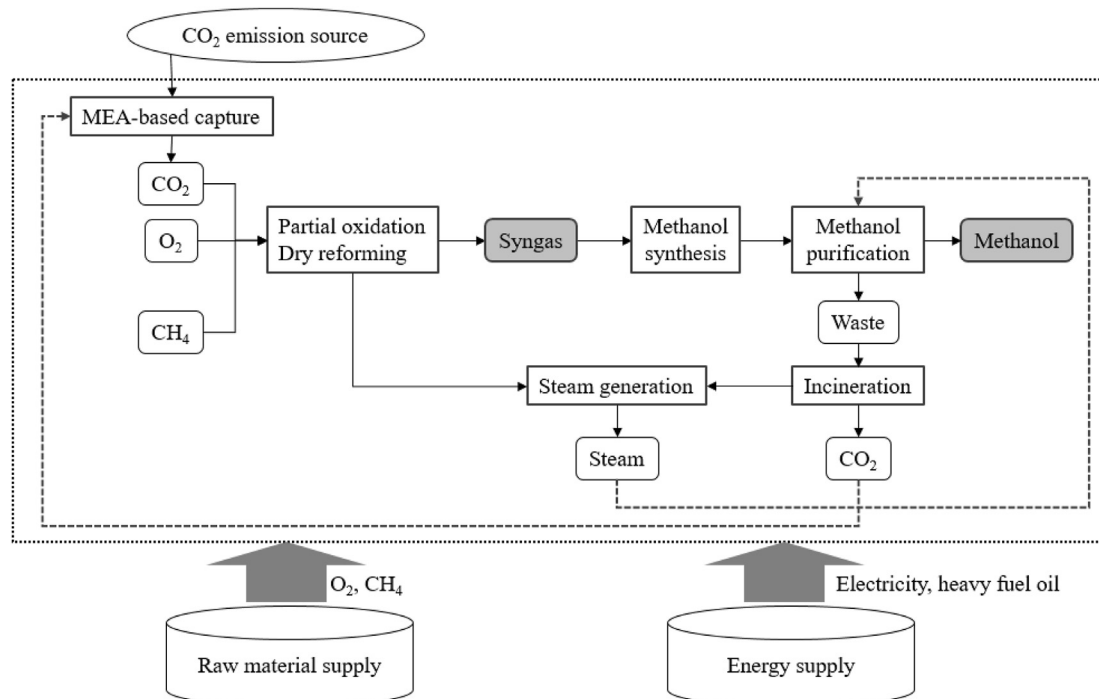 CO₂ emission source
MEA-based capture
CO₂
O₂
CH₄
Partial oxidation
Dry reforming
Syngas
Methanol
synthesis
Methanol
purification
Methanol
Waste
Steam generation
Incineration
Steam
CO₂
O₂, CH₄
Electricity, heavy fuel oil
Raw material supply
Energy supply